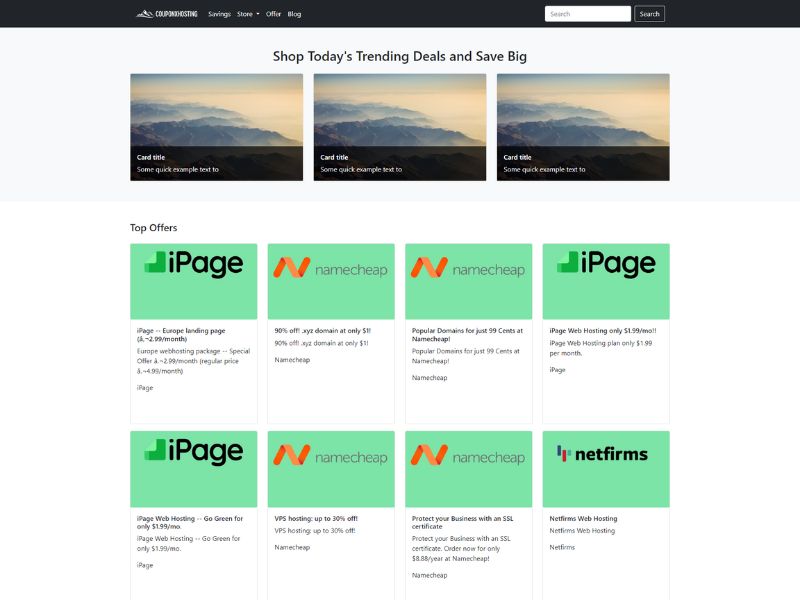 COUPONXHOSTING Savings Store Offer Blog Search Search
Shop Today's Trending Deals and Save Big
Card title Card title Card title
Some quick example text to Some quick example text to Some quick example text to
Top Offers
iPage namecheap namecheap iPage
iPage -- Europe landing page
(â‚¬2.99/month)
Europe webhosting package -- Special
Offer â‚¬2.99/month (regular price
â‚¬4.99/month)
iPage
90% off! .xyz domain at only $1!
90% off! .xyz domain at only $1!
Namecheap
Popular Domains for just 99 Cents at
Namecheap!
Popular Domains for just 99 Cents at
Namecheap!
Namecheap
iPage Web Hosting only $1.99/mo!!
iPage Web Hosting plan only $1.99
per month.
iPage
iPage namecheap namecheap netfirms
iPage Web Hosting -- Go Green for
only $1.99/mo.
iPage Web Hosting -- Go Green for
only $1.99/mo.
iPage
VPS hosting: up to 30% off!
VPS hosting: up to 30% off!
Namecheap
Protect your Business with an SSL
certificate
Protect your Business with an SSL
certificate. Order now for only
$8.88/year at Namecheap!
Namecheap
Netfirms Web Hosting
Netfirms Web Hosting
Netfirms